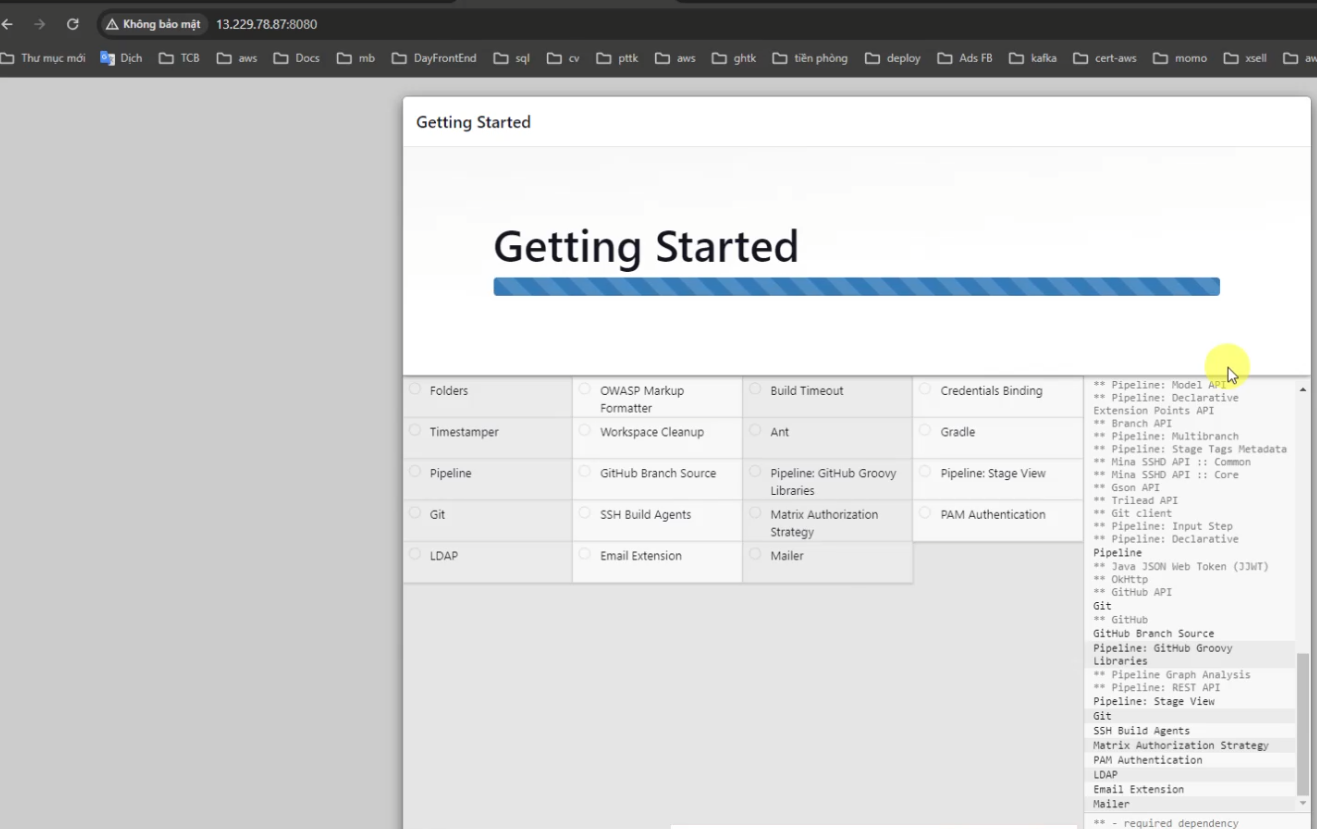 Không bảo mật 13.229.78.87:8080
Thư mục mới Dịch TCB aws Docs mb DayFrontEnd sql cv pttk aws ghtk tiền phòng deploy Ads FB kafka cert-aws momo xsell
Getting Started
Getting Started
Folders
OWASP Markup
Formatter
Build Timeout
Credentials Binding
Timestamper
Workspace Cleanup
Ant
Gradle
Pipeline
GitHub Branch Source
Pipeline: GitHub Groovy
Libraries
Pipeline: Stage View
Git
SSH Build Agents
Matrix Authorization
Strategy
PAM Authentication
LDAP
Email Extension
Mailer
** Pipeline: Model API
** Pipeline: Declarative
Extension Points API
** Branch API
** Pipeline: Multibranch
** Pipeline: Stage Tags Metadata
** Mina SSHD API :: Common
** Mina SSHD API :: Core
** Gson API
** Trilead API
** Git client
** Pipeline: Input Step
** Pipeline: Declarative
Pipeline
** Java JSON Web Token (JJWT)
** OkHttp
** GitHub API
Git
** GitHub
GitHub Branch Source
Pipeline: GitHub Groovy
Libraries
** Pipeline Graph Analysis
** Pipeline: REST API
Pipeline: Stage View
Git
SSH Build Agents
Matrix Authorization Strategy
PAM Authentication
LDAP
Email Extension
Mailer
** - required dependency